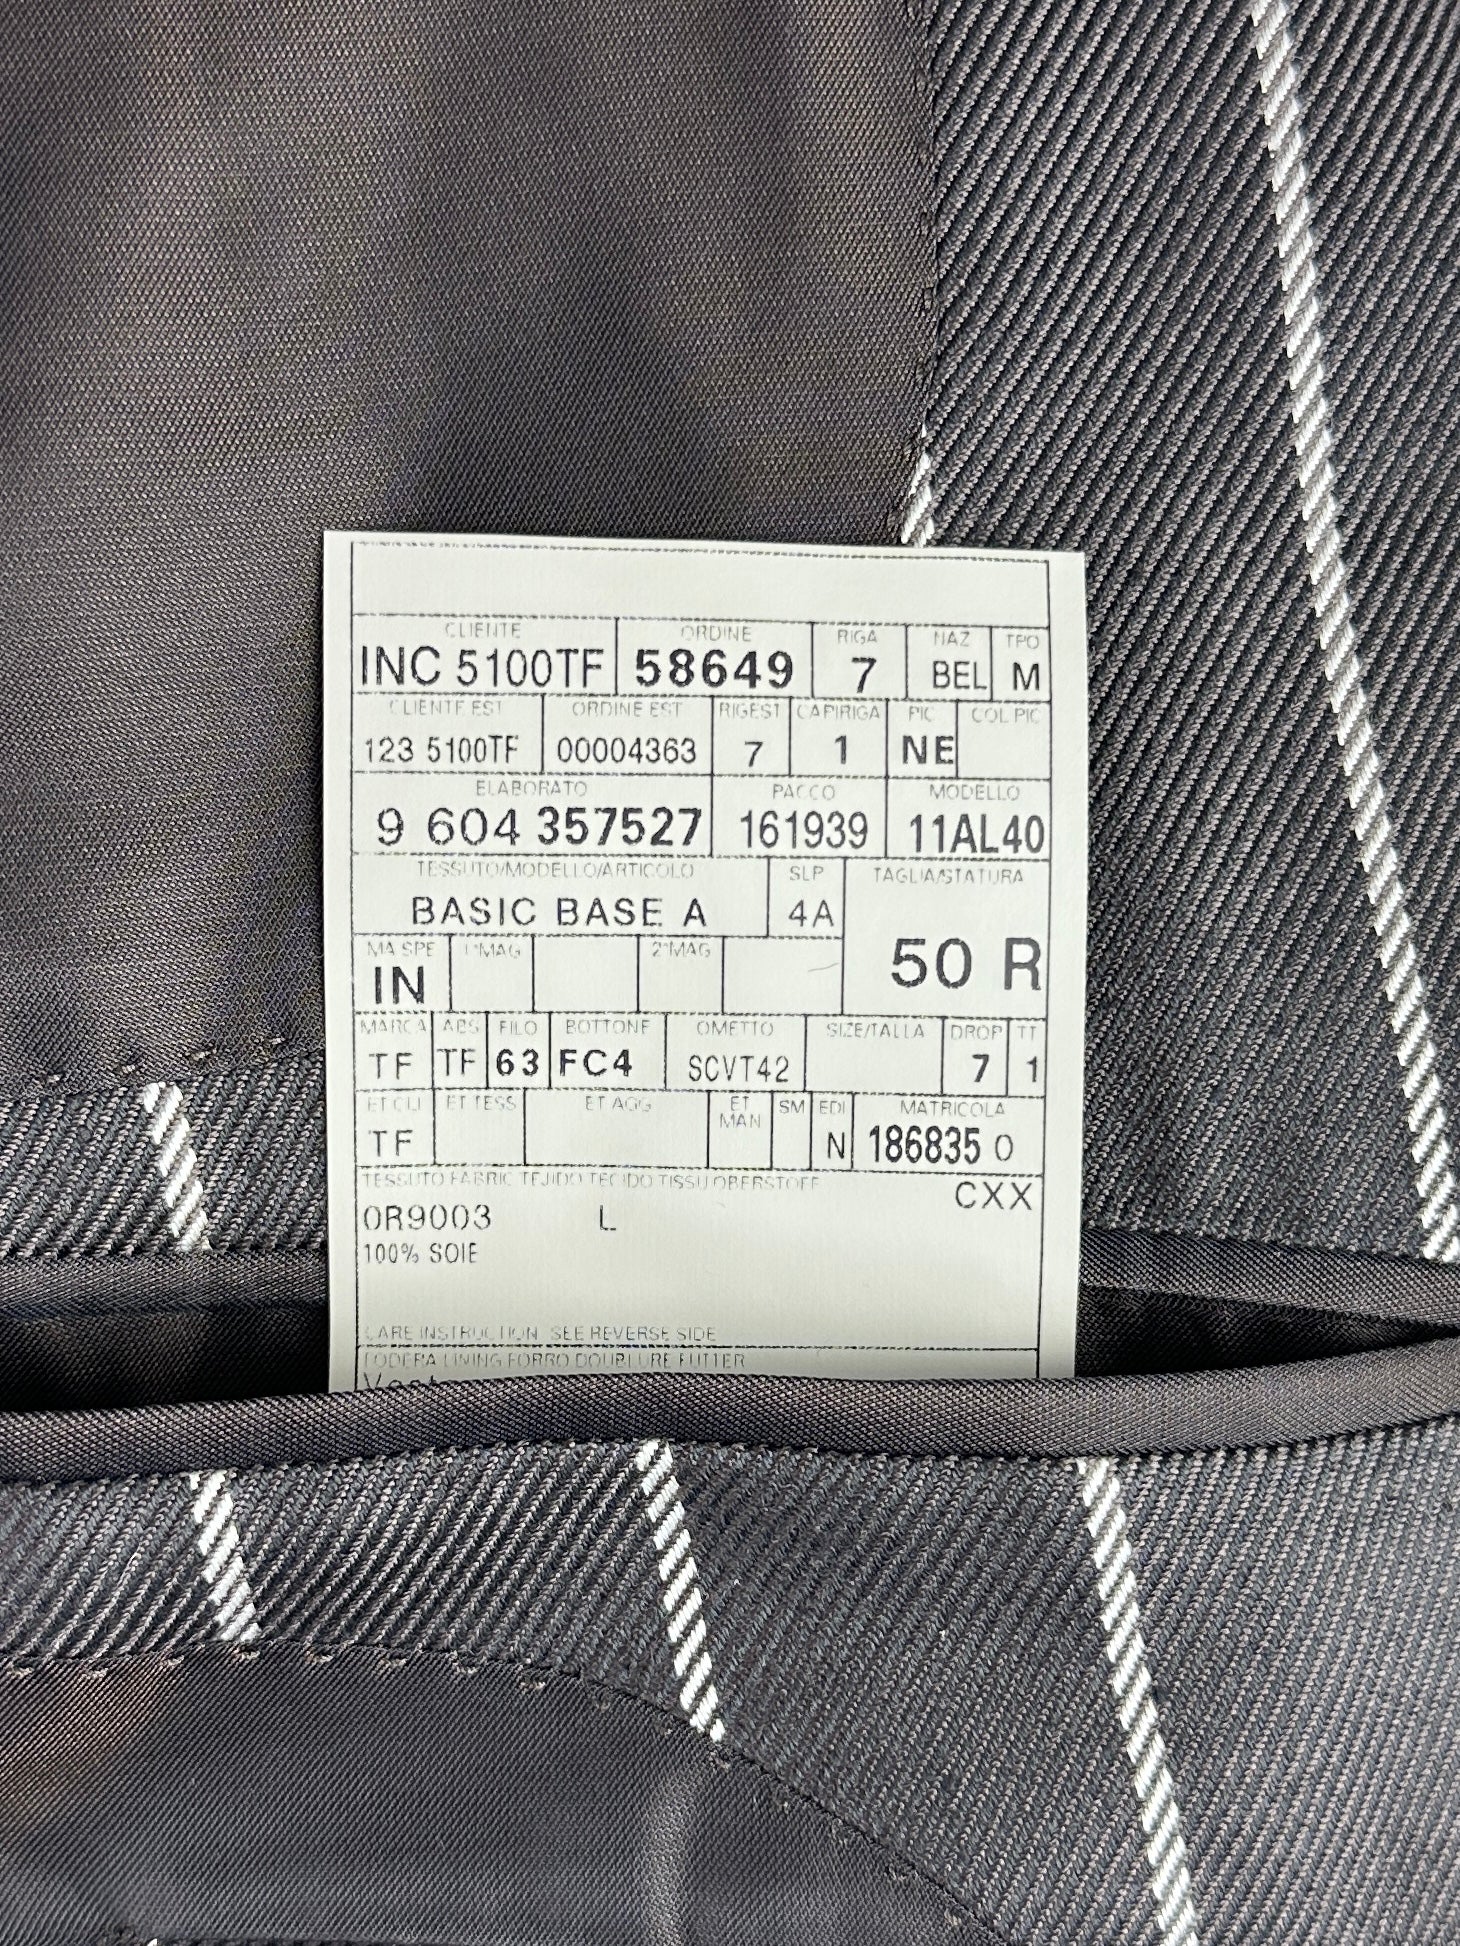 CLIENTE ORDINE RIGA NAZ TPO
INC 5100TF 58649 7 BEL M
CLIENTE EST ORDINE EST RIGEST CAPIRIGA PIC COL PIC
123 5100TF 00004363 7 1 NE
ELABORATO PACCO MODELLO
9 604 357527 161939 11AL40
TESSUTO/MODELLO/ARTICOLO SLP TAGLIA/STATURA
BASIC BASE A 4A
50 R
MA SPE 1°MAG 2°MAG
IN
MARCA ABS FILO BOTTONE OMETTO SIZE/TALLA DROP TT
TF TF 63 FC4 SCVT42 7 1
ET CLI ET TESS ET AGG ET MAN SM EDI MATRICOLA
TF N 186835 0
TESSUTO FABRIC TEJIDO TECIDO TISSU OBERSTOFF
CXX
0R9003 L
100% SOIE
CARE INSTRUCTION SEE REVERSE SIDE
FODERA LINING FORRO DOUBLURE FUTTER